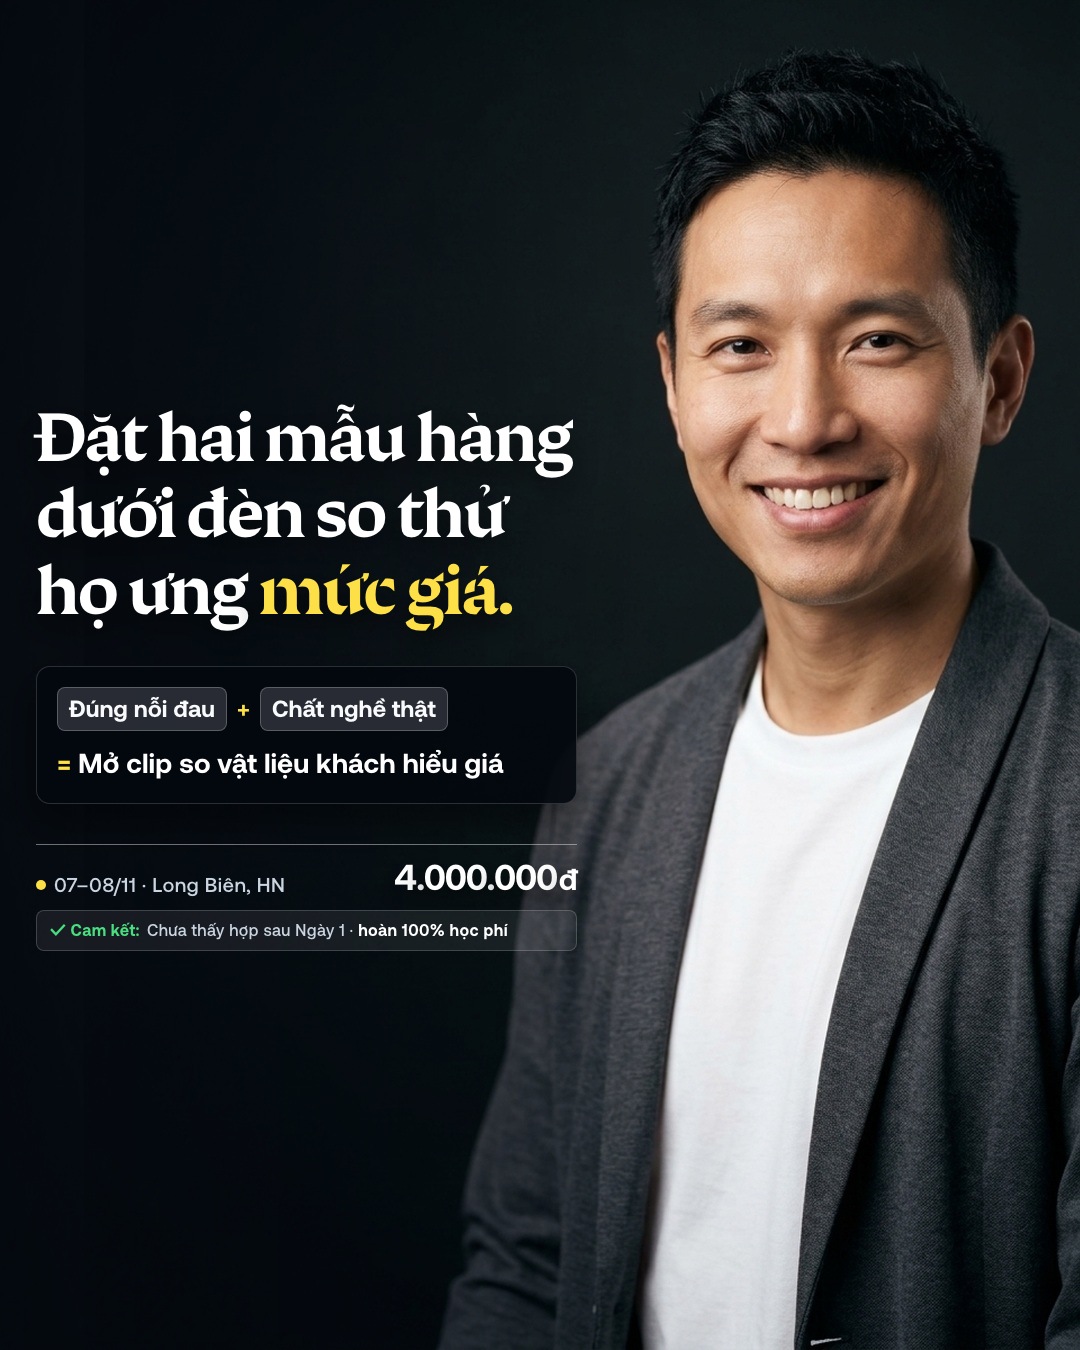 Đặt hai mẫu hàng
dưới đèn so thử
họ ưng mức giá.
Đúng nỗi đau + Chất nghề thật
= Mở clip so vật liệu khách hiểu giá
07–08/11 · Long Biên, HN
4.000.000đ
✓ Cam kết: Chưa thấy hợp sau Ngày 1 · hoàn 100% học phí